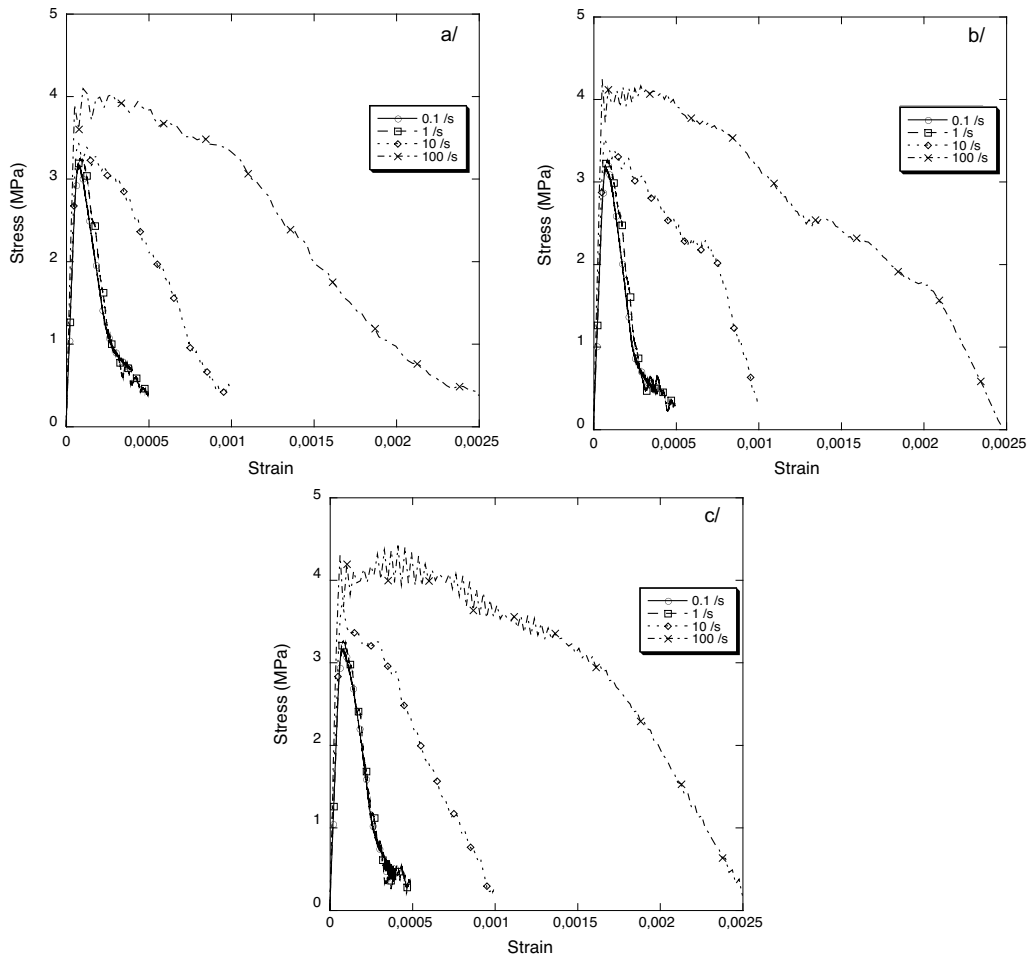 a/
5
4
3
2
1
0
Stress (MPa)
0.1 /s
1 /s
10 /s
100 /s
0
0,0005
0,001
0,0015
0,002
0,0025
Strain
b/
5
4
3
2
1
0
Stress (MPa)
0.1 /s
1 /s
10 /s
100 /s
0
0,0005
0,001
0,0015
0,002
0,0025
Strain
c/
5
4
3
2
1
0
Stress (MPa)
0.1 /s
1 /s
10 /s
100 /s
0
0,0005
0,001
0,0015
0,002
0,0025
Strain